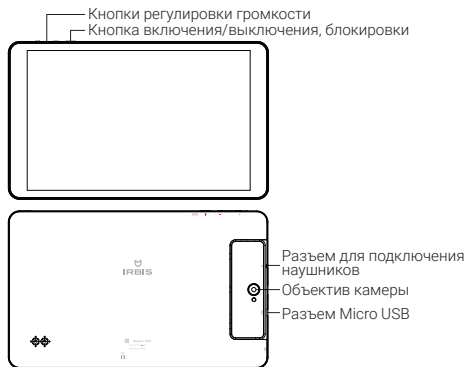 Кнопки регулировки громкости
Кнопка включения/выключения, блокировки
IRBIS
Разъем для подключения
наушников
Объектив камеры
Разъем Micro USB